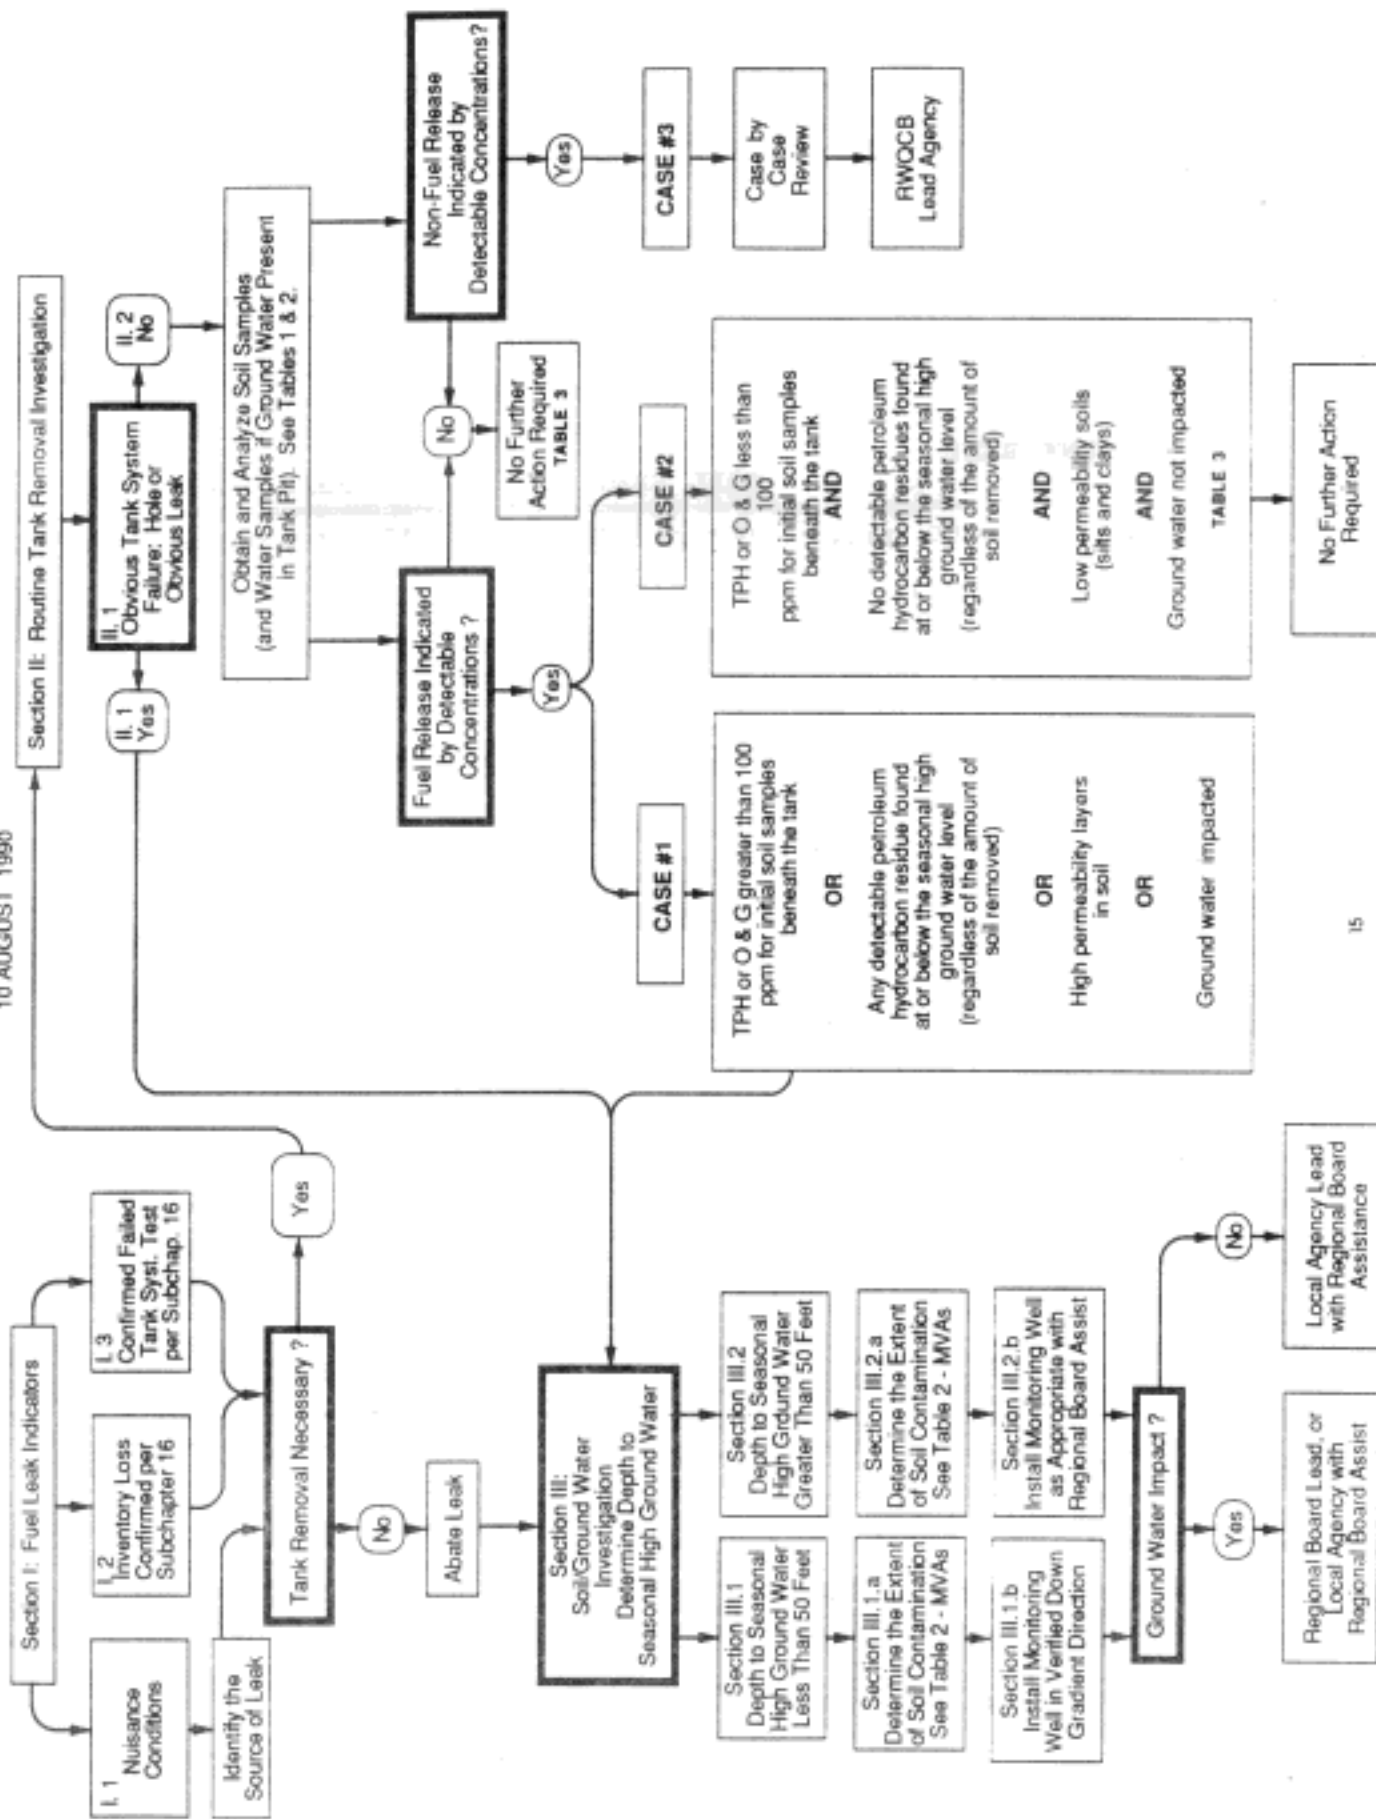 10 AUGUST 1990
Section I: Fuel Leak Indicators
I. 1
Nuisance
Conditions
I. 2
Inventory Loss
Confirmed per
Subchapter 16
I. 3
Confirmed Failed
Tank Syst. Test
per Subchap. 16
Identify the
Source of Leak
Tank Removal Necessary ?
Yes
No
Abate Leak
Section III:
Soil/Ground Water
Investigation
Determine Depth to
Seasonal High Ground Water
Section III.1
Depth to Seasonal
High Ground Water
Less Than 50 Feet
Section III.2
Depth to Seasonal
High Ground Water
Greater Than 50 Feet
Section III.1.a
Determine the Extent
of Soil Contamination
See Table 2 - MVAs
Section III.2.a
Determine the Extent
of Soil Contamination
See Table 2 - MVAs
Section III.1.b
Install Monitoring
Well in Verified Down
Gradient Direction
Section III.2.b
Install Monitoring Well
as Appropriate with
Regional Board Assist
Ground Water Impact ?
Yes
No
Regional Board Lead, or
Local Agency with
Regional Board Assist
Local Agency Lead
with Regional Board
Assistance
Section II: Routine Tank Removal Investigation
II. 1
Obvious Tank System
Failure: Hole or
Obvious Leak
II. 1
Yes
II. 2
No
Obtain and Analyze Soil Samples
(and Water Samples if Ground Water Present
in Tank Pit). See Tables 1 & 2.
Fuel Release Indicated
by Detectable
Concentrations ?
Non-Fuel Release
Indicated by
Detectable Concentrations?
No
No Further
Action Required
TABLE 3
Yes
Yes
CASE #1
TPH or O & G greater than 100
ppm for initial soil samples
beneath the tank
OR
Any detectable petroleum
hydrocarbon residue found
at or below the seasonal high
ground water level
(regardless of the amount of
soil removed)
OR
High permeability layers
in soil
OR
Ground water impacted
CASE #2
TPH or O & G less than
100
ppm for initial soil samples
beneath the tank
AND
No detectable petroleum
hydrocarbon residues found
at or below the seasonal high
ground water level
(regardless of the amount of
soil removed)
AND
Low permeability soils
(silts and clays)
AND
Ground water not impacted
TABLE 3
No Further Action
Required
CASE #3
Case by
Case
Review
RWQCB
Lead Agency
15